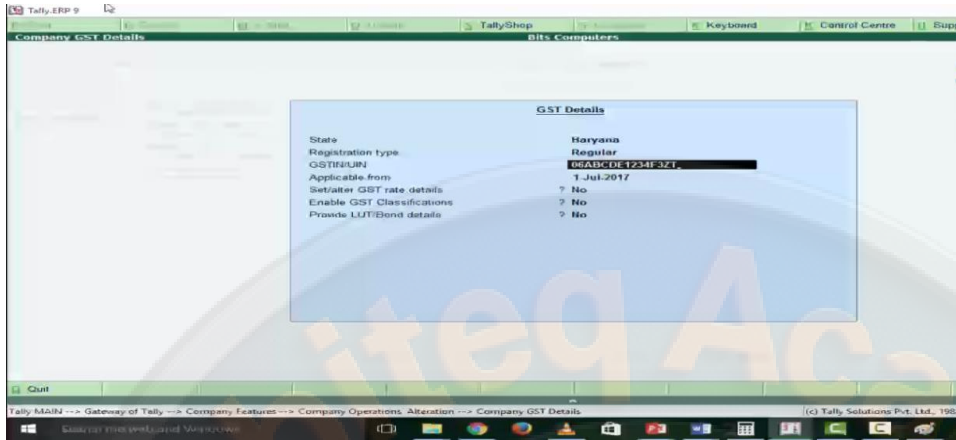 Tally.ERP 9
TallyShop Keyboard Control Centre
Company GST Details Bits Computers
GST Details
State Haryana
Registration type Regular
GSTIN/UIN 06ABCDE1234F3ZT
Applicable from 1-Jul-2017
Set/alter GST rate details ? No
Enable GST Classifications ? No
Provide LUT/Bond details ? No
Quit
Tally MAIN --> Gateway of Tally --> Company Features --> Company Operations Alteration --> Company GST Details (c) Tally Solutions Pvt. Ltd., 198